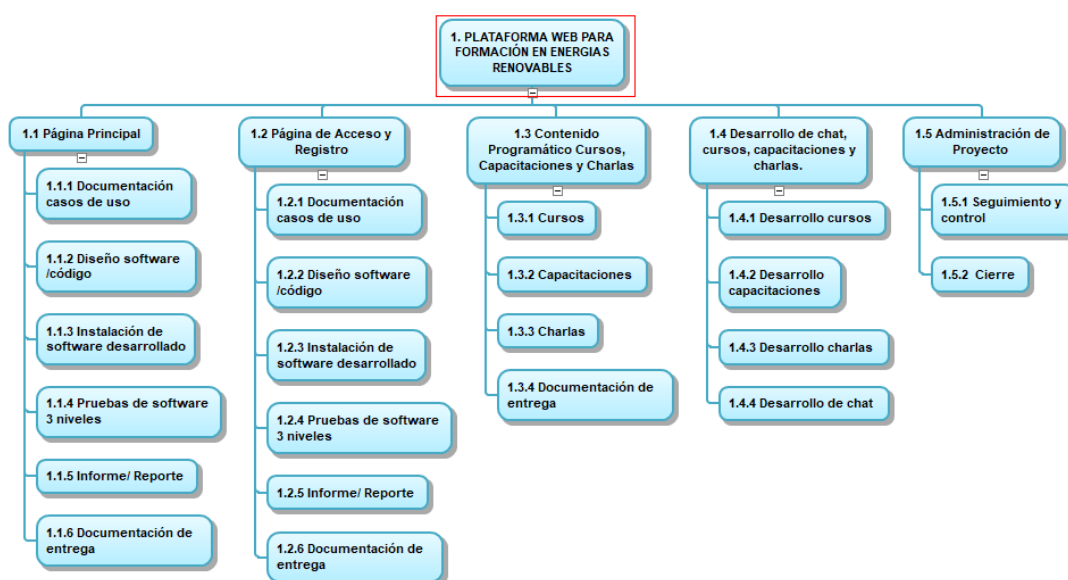 1. PLATAFORMA WEB PARA
FORMACIÓN EN ENERGIAS
RENOVABLES
1.1 Página Principal
1.1.1 Documentación
casos de uso
1.1.2 Diseño software
/código
1.1.3 Instalación de
software desarrollado
1.1.4 Pruebas de software
3 niveles
1.1.5 Informe/ Reporte
1.1.6 Documentación de
entrega
1.2 Página de Acceso y
Registro
1.2.1 Documentación
casos de uso
1.2.2 Diseño software
/código
1.2.3 Instalación de
software desarrollado
1.2.4 Pruebas de software
3 niveles
1.2.5 Informe/ Reporte
1.2.6 Documentación de
entrega
1.3 Contenido
Programático Cursos,
Capacitaciones y Charlas
1.3.1 Cursos
1.3.2 Capacitaciones
1.3.3 Charlas
1.3.4 Documentación de
entrega
1.4 Desarrollo de chat,
cursos, capacitaciones y
charlas.
1.4.1 Desarrollo cursos
1.4.2 Desarrollo
capacitaciones
1.4.3 Desarrollo charlas
1.4.4 Desarrollo de chat
1.5 Administración de
Proyecto
1.5.1 Seguimiento y
control
1.5.2 Cierre